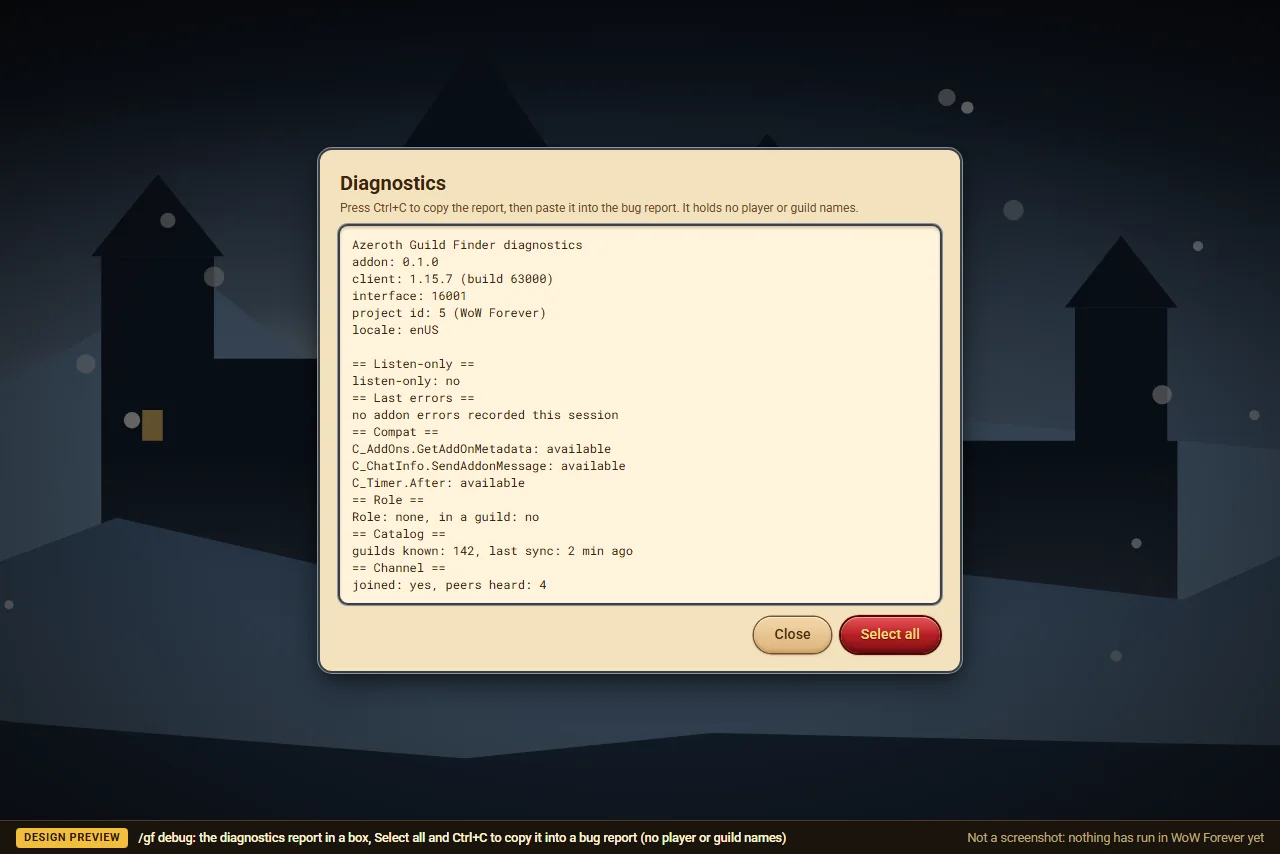 Diagnostics
Press Ctrl+C to copy the report, then paste it into the bug report. It holds no player or guild names.
Azeroth Guild Finder diagnostics
addon: 0.1.0
client: 1.15.7 (build 63000)
interface: 16001
project id: 5 (WoW Forever)
locale: enUS
== Listen-only ==
listen-only: no
== Last errors ==
no addon errors recorded this session
== Compat ==
C_AddOns.GetAddOnMetadata: available
C_ChatInfo.SendAddonMessage: available
C_Timer.After: available
== Role ==
Role: none, in a guild: no
== Catalog ==
guilds known: 142, last sync: 2 min ago
== Channel ==
joined: yes, peers heard: 4
Close
Select all
DESIGN PREVIEW
/gf debug: the diagnostics report in a box, Select all and Ctrl+C to copy it into a bug report (no player or guild names)
Not a screenshot: nothing has run in WoW Forever yet